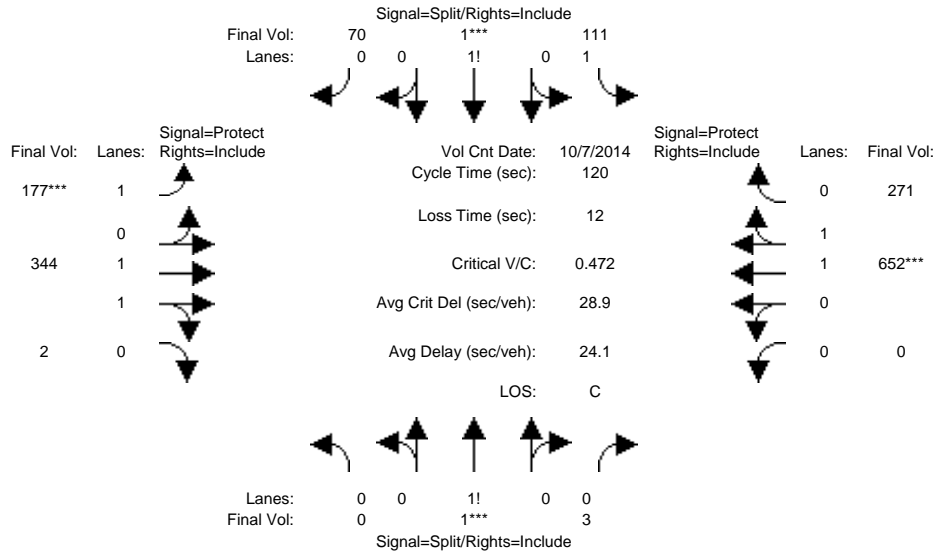 Signal=Split/Rights=Include
Final Vol: 70 1*** 111
Lanes: 0 0 1! 0 1
Signal=Protect
Final Vol: Lanes: Rights=Include
Vol Cnt Date: 10/7/2014
Signal=Protect
Rights=Include Lanes: Final Vol:
Cycle Time (sec): 120
177*** 1
0 271
Loss Time (sec): 12
0
1
344 1
Critical V/C: 0.472
1 652***
1
Avg Crit Del (sec/veh): 28.9
0
2 0
Avg Delay (sec/veh): 24.1
0 0
LOS: C
Lanes: 0 0 1! 0 0
Final Vol: 0 1*** 3
Signal=Split/Rights=Include